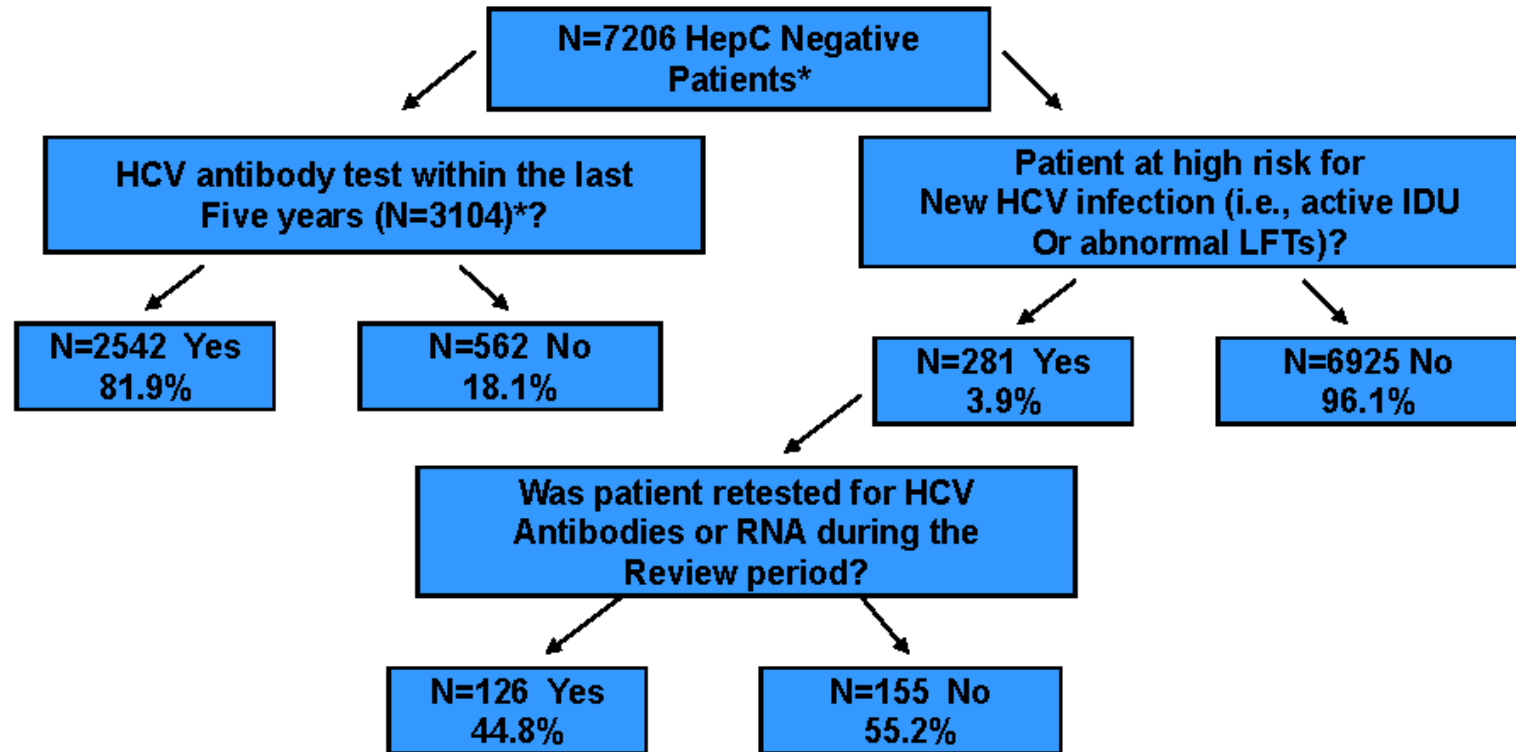 N=7206 HepC Negative
Patients*
HCV antibody test within the last
Five years (N=3104)*?
Patient at high risk for
New HCV infection (i.e., active IDU
Or abnormal LFTs)?
N=2542 Yes
81.9%
N=562 No
18.1%
N=281 Yes
3.9%
N=6925 No
96.1%
Was patient retested for HCV
Antibodies or RNA during the
Review period?
N=126 Yes
44.8%
N=155 No
55.2%